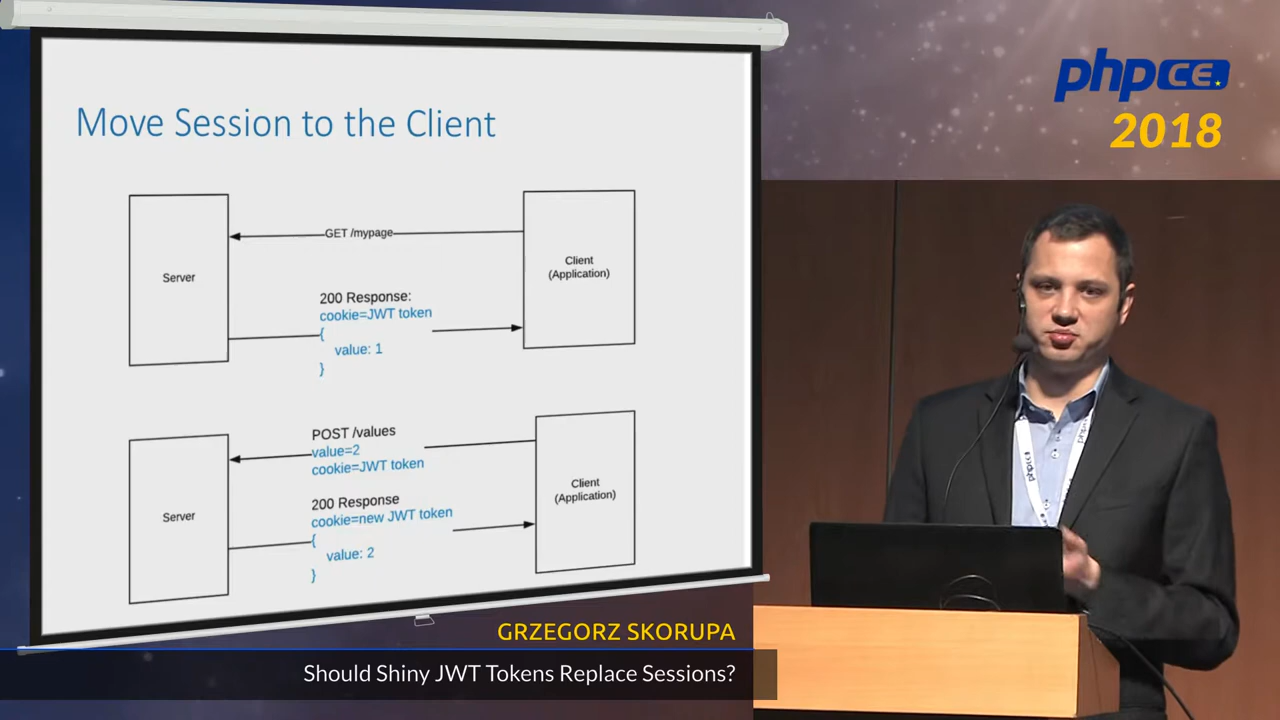 Move Session to the Client
Server
GET /mypage
Client
(Application)
200 Response:
cookie=JWT token
{
value: 1
}
Server
POST /values
value=2
cookie=JWT token
200 Response
cookie=new JWT token
{
value: 2
}
Client
(Application)
phpce
2018
phpce
php
GRZEGORZ SKORUPA
Should Shiny JWT Tokens Replace Sessions?